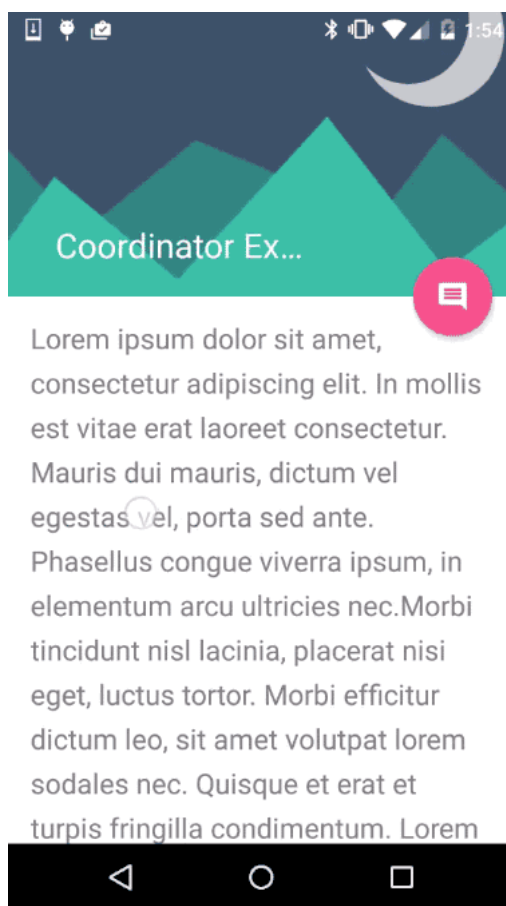 1:54
Coordinator Ex...
Lorem ipsum dolor sit amet,
consectetur adipiscing elit. In mollis
est vitae erat laoreet consectetur.
Mauris dui mauris, dictum vel
egestas vel, porta sed ante.
Phasellus congue viverra ipsum, in
elementum arcu ultricies nec.Morbi
tincidunt nisl lacinia, placerat nisi
eget, luctus tortor. Morbi efficitur
dictum leo, sit amet volutpat lorem
sodales nec. Quisque et erat et
turpis fringilla condimentum. Lorem